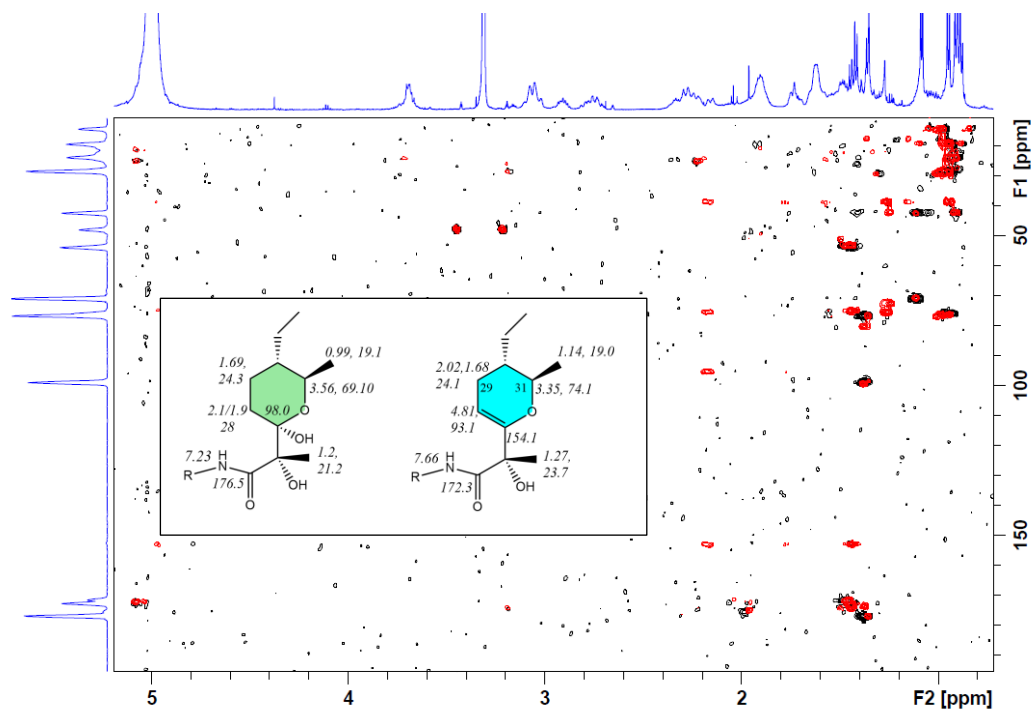 F1 [ppm]
50
100
150
5
4
3
2
F2 [ppm]
0.99, 19.1
1.69,
24.3
3.56, 69.10
O
2.1/1.9
28
98.0
OH
1.2,
21.2
7.23
H
N
R
176.5
OH
O
1.14, 19.0
2.02,1.68
24.1
29
31
3.35, 74.1
O
4.81,
93.1
154.1
1.27,
23.7
7.66
H
N
R
172.3
OH
O